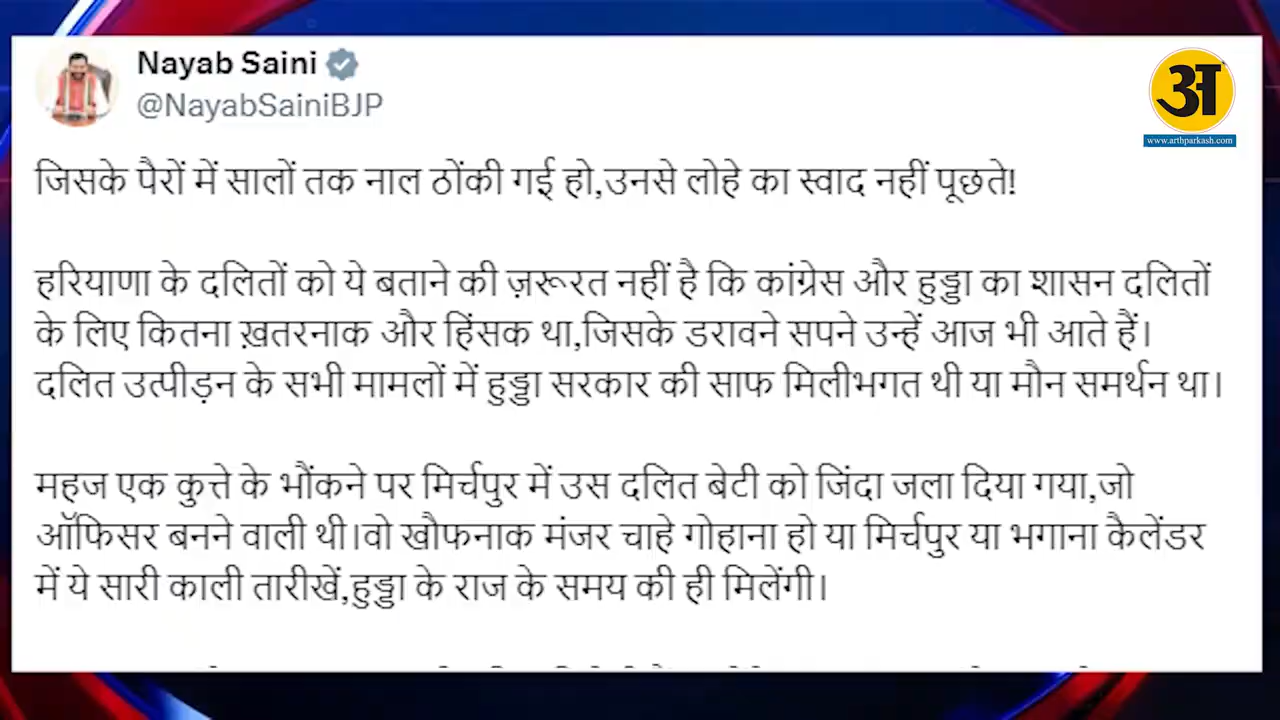 Nayab Saini
@NayabSainiBJP
अ
www.arthparkash.com
जिसके पैरों में सालों तक नाल ठोंकी गई हो,उनसे लोहे का स्वाद नहीं पूछते!
हरियाणा के दलितों को ये बताने की ज़रूरत नहीं है कि कांग्रेस और हुड्डा का शासन दलितों
के लिए कितना ख़तरनाक और हिंसक था,जिसके डरावने सपने उन्हें आज भी आते हैं।
दलित उत्पीड़न के सभी मामलों में हुड्डा सरकार की साफ मिलीभगत थी या मौन समर्थन था।
महज एक कुत्ते के भौंकने पर मिर्चपुर में उस दलित बेटी को जिंदा जला दिया गया,जो
ऑफिसर बनने वाली थी।वो खौफनाक मंजर चाहे गोहाना हो या मिर्चपुर या भगाना कैलेंडर
में ये सारी काली तारीखें,हुड्डा के राज के समय की ही मिलेंगी।